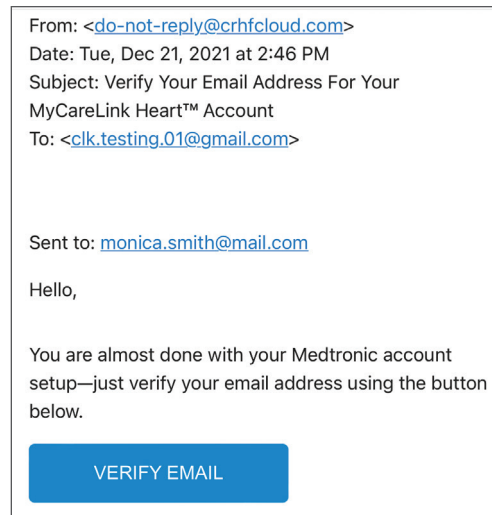 From: <do-not-reply@crhfcloud.com>
Date: Tue, Dec 21, 2021 at 2:46 PM
Subject: Verify Your Email Address For Your
MyCareLink Heart™ Account
To: <clk.testing.01@gmail.com>
Sent to: monica.smith@mail.com
Hello,
You are almost done with your Medtronic account
setup—just verify your email address using the button
below.
VERIFY EMAIL